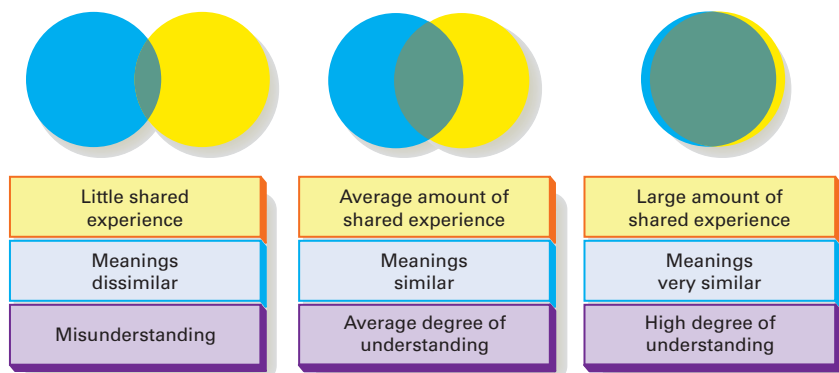 Little shared
experience
Average amount of
shared experience
Large amount of
shared experience
Meanings
dissimilar
Meanings
similar
Meanings
very similar
Misunderstanding
Average degree of
understanding
High degree of
understanding